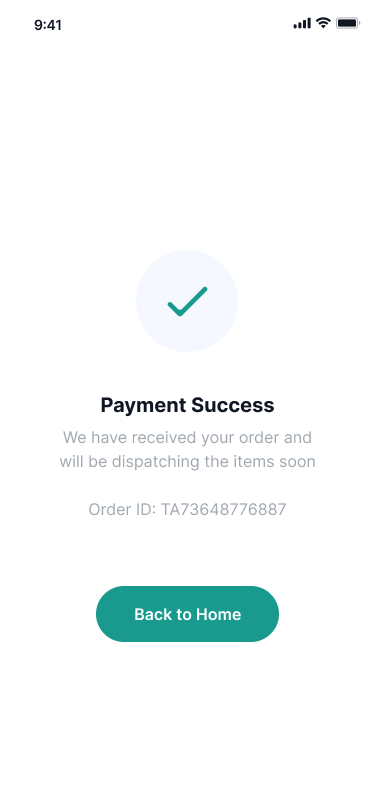 9:41
Payment Success
We have received your order and
will be dispatching the items soon
Order ID: TA73648776887
Back to Home